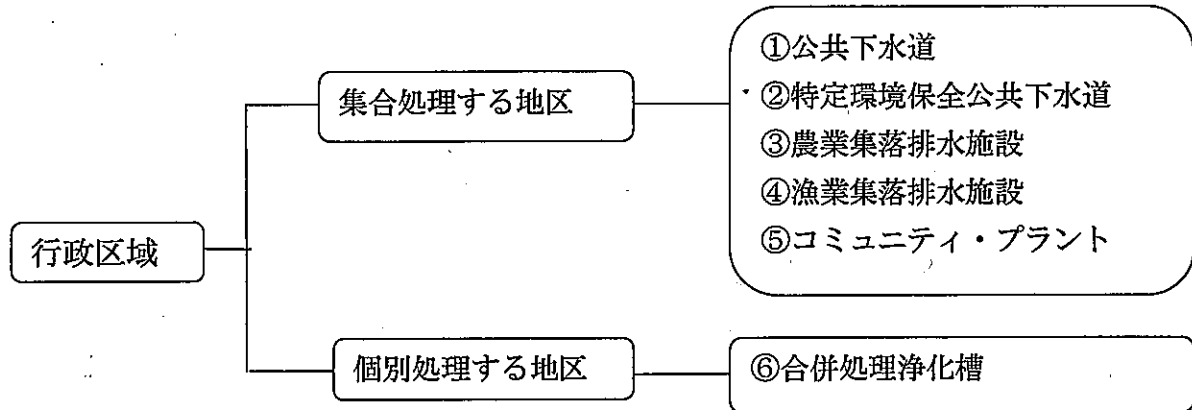 行政区域
集合処理する地区
①公共下水道
②特定環境保全公共下水道
③農業集落排水施設
④漁業集落排水施設
⑤コミュニティ・プラント
個別処理する地区
⑥合併処理浄化槽